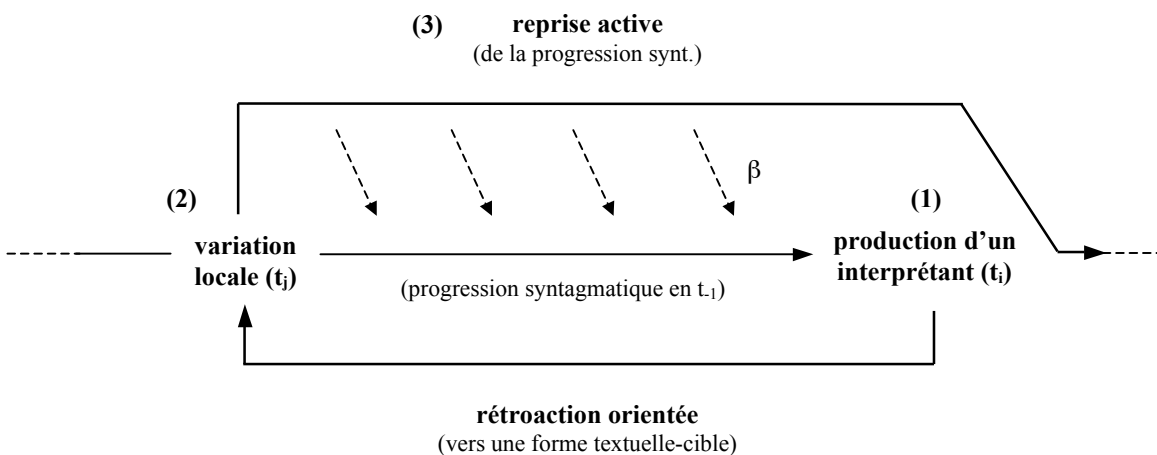 (3) reprise active
(de la progression synt.)
β
(2)
(1)
variation
locale (tj)
production d’un
interprétant (ti)
(progression syntagmatique en t-1)
rétroaction orientée
(vers une forme textuelle-cible)